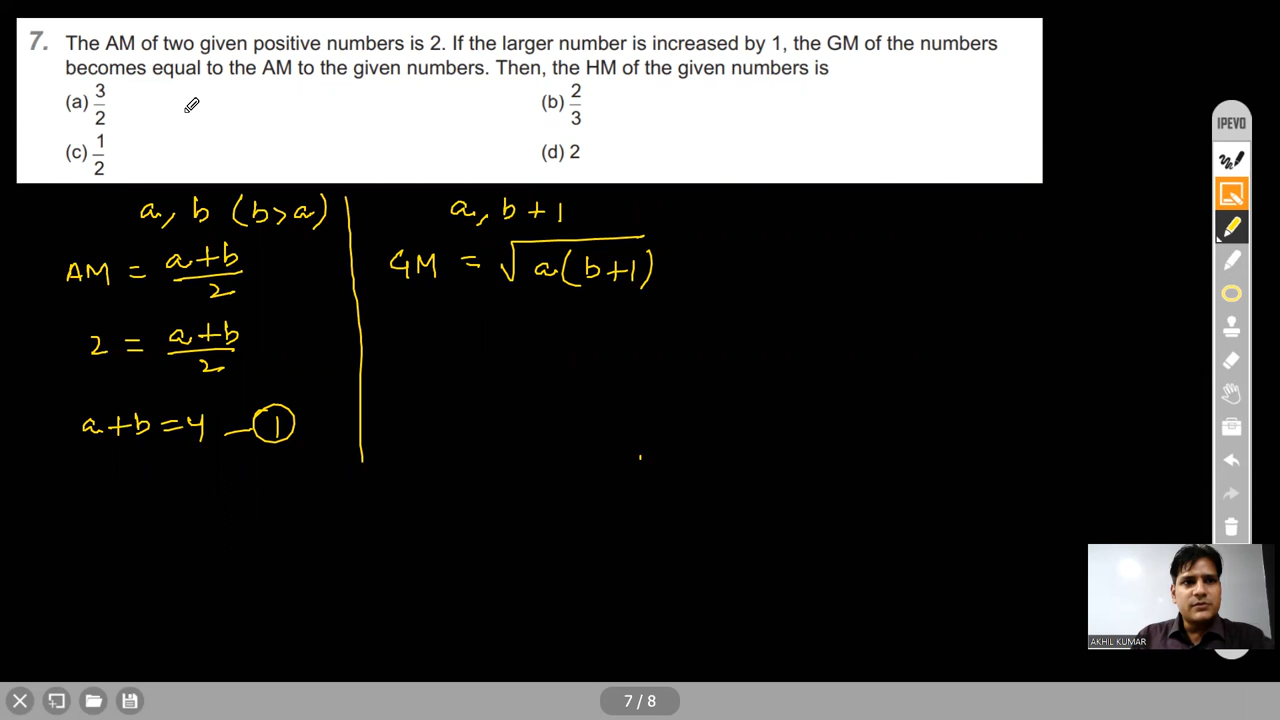 7. The AM of two given positive numbers is 2. If the larger number is increased by 1, the GM of the numbers
becomes equal to the AM to the given numbers. Then, the HM of the given numbers is
(a) 3/2 (b) 2/3
(c) 1/2 (d) 2
a, b (b>a)
AM = (a+b)/2
2 = (a+b)/2
a+b=4 — ①
a, b+1
GM = √a(b+1)
IPEVO
AKHIL KUMAR
7 / 8